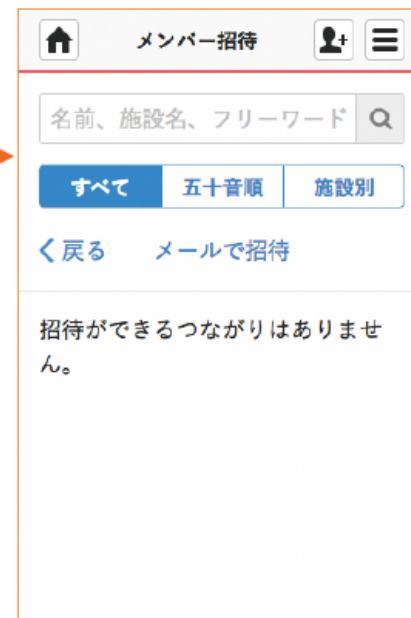 メンバー招待
名前、施設名、フリーワード
すべて 五十音順 施設別
戻る メールで招待
招待ができるつながりはありませ
ん。